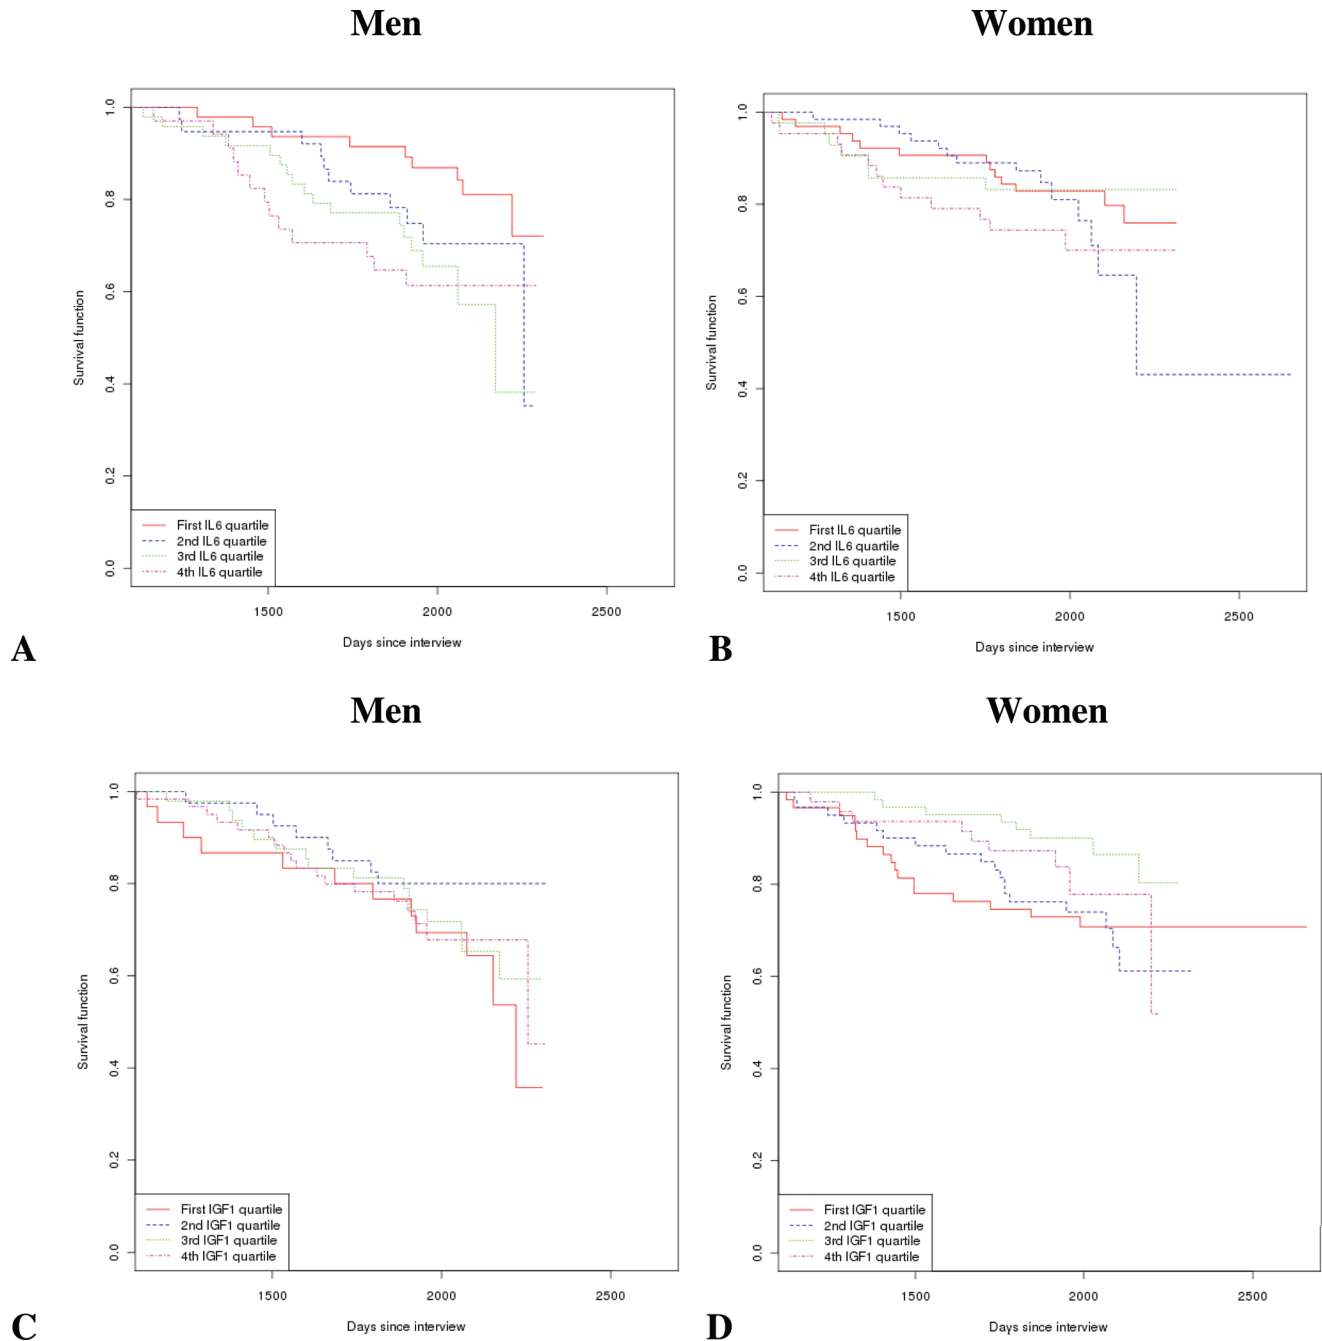 Men
Survival function
1.0
0.8
0.6
0.4
0.2
0.0
First IL6 quartile
2nd IL6 quartile
3rd IL6 quartile
4th IL6 quartile
1500 2000 2500
Days since interview
A
Women
Survival function
1.0
0.8
0.6
0.4
0.2
0.0
First IL6 quartile
2nd IL6 quartile
3rd IL6 quartile
4th IL6 quartile
1500 2000 2500
Days since interview
B
Men
Survival function
1.0
0.8
0.6
0.4
0.2
0.0
First IGF1 quartile
2nd IGF1 quartile
3rd IGF1 quartile
4th IGF1 quartile
1500 2000 2500
Days since interview
C
Women
Survival function
1.0
0.8
0.6
0.4
0.2
0.0
First IGF1 quartile
2nd IGF1 quartile
3rd IGF1 quartile
4th IGF1 quartile
1500 2000 2500
Days since interview
D